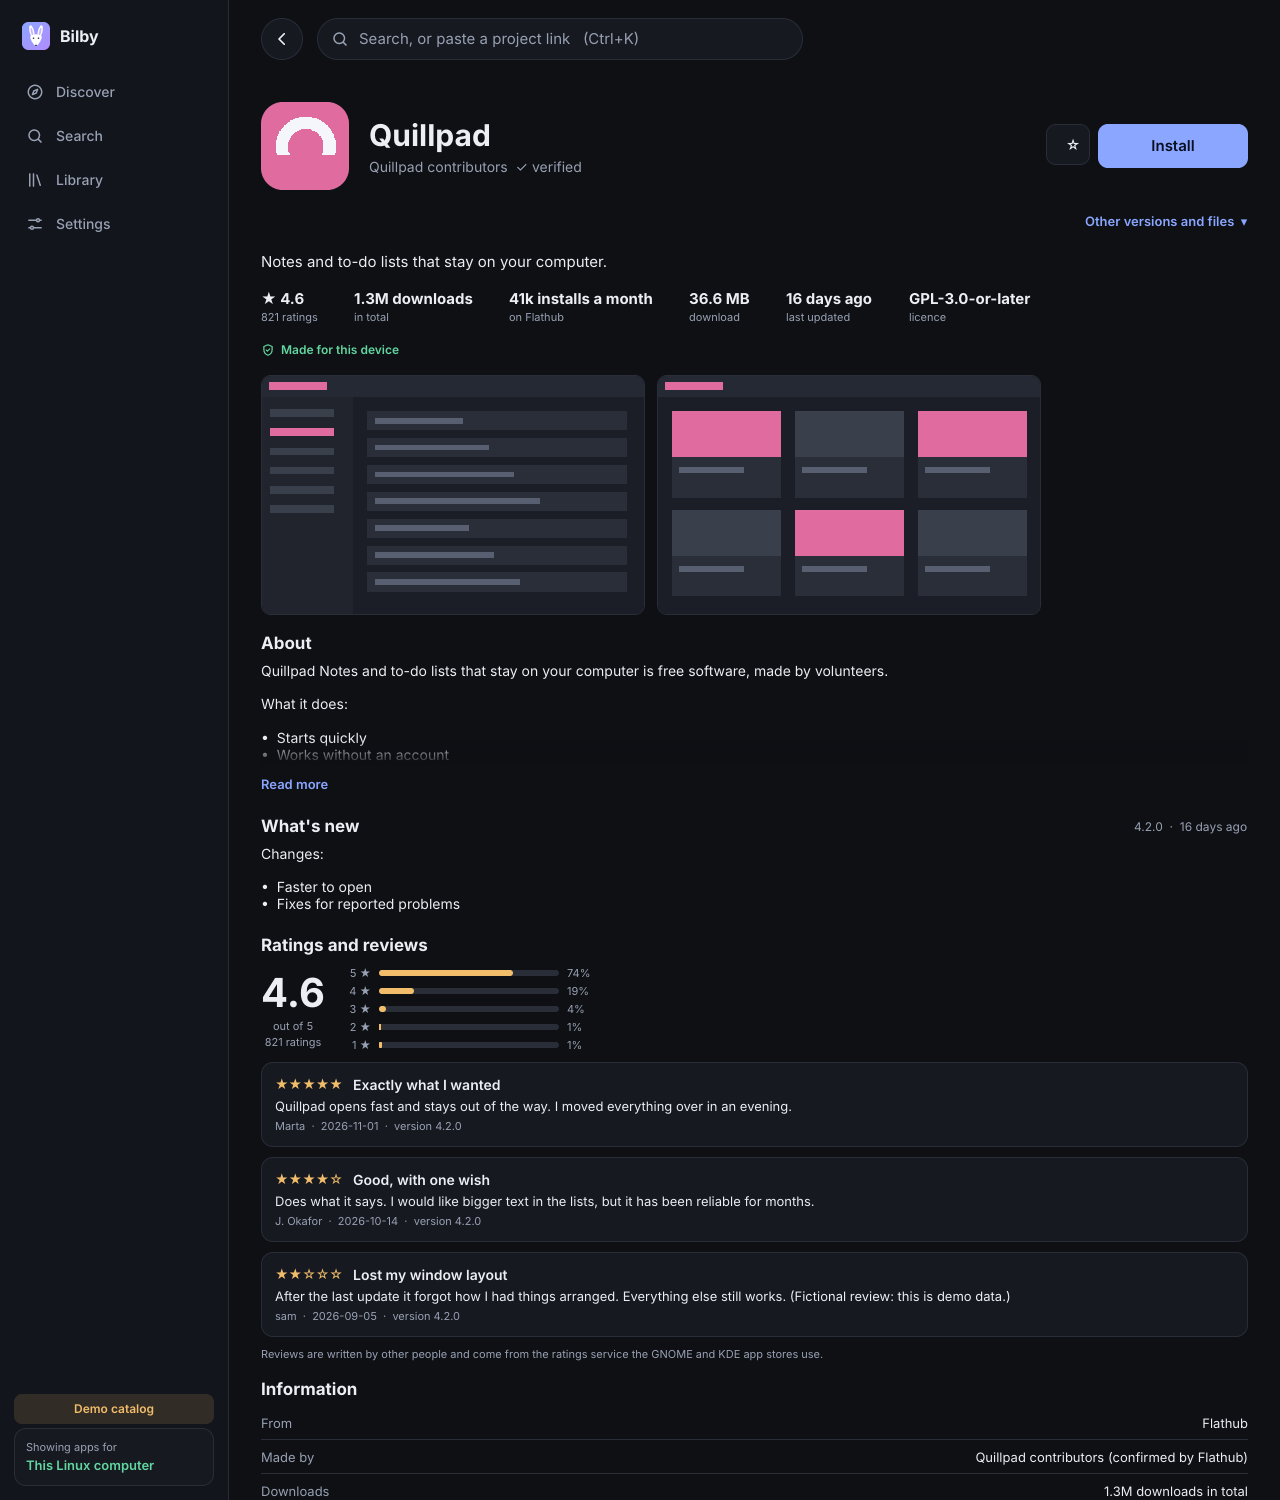 Bilby
Discover
Search
Library
Settings
Demo catalog
Showing apps for
This Linux computer
Search, or paste a project link (Ctrl+K)
Quillpad
Quillpad contributors ✓ verified
☆
Install
Other versions and files ▾
Notes and to-do lists that stay on your computer.
★ 4.6
821 ratings
1.3M downloads
in total
41k installs a month
on Flathub
36.6 MB
download
16 days ago
last updated
GPL-3.0-or-later
licence
Made for this device
About
Quillpad Notes and to-do lists that stay on your computer is free software, made by volunteers.
What it does:
• Starts quickly
• Works without an account
Read more
What's new
4.2.0 · 16 days ago
Changes:
• Faster to open
• Fixes for reported problems
Ratings and reviews
4.6
out of 5
821 ratings
5 ★ 74%
4 ★ 19%
3 ★ 4%
2 ★ 1%
1 ★ 1%
★★★★★ Exactly what I wanted
Quillpad opens fast and stays out of the way. I moved everything over in an evening.
Marta · 2026-11-01 · version 4.2.0
★★★★☆ Good, with one wish
Does what it says. I would like bigger text in the lists, but it has been reliable for months.
J. Okafor · 2026-10-14 · version 4.2.0
★★☆☆☆ Lost my window layout
After the last update it forgot how I had things arranged. Everything else still works. (Fictional review: this is demo data.)
sam · 2026-09-05 · version 4.2.0
Reviews are written by other people and come from the ratings service the GNOME and KDE app stores use.
Information
From Flathub
Made by Quillpad contributors (confirmed by Flathub)
Downloads 1.3M downloads in total